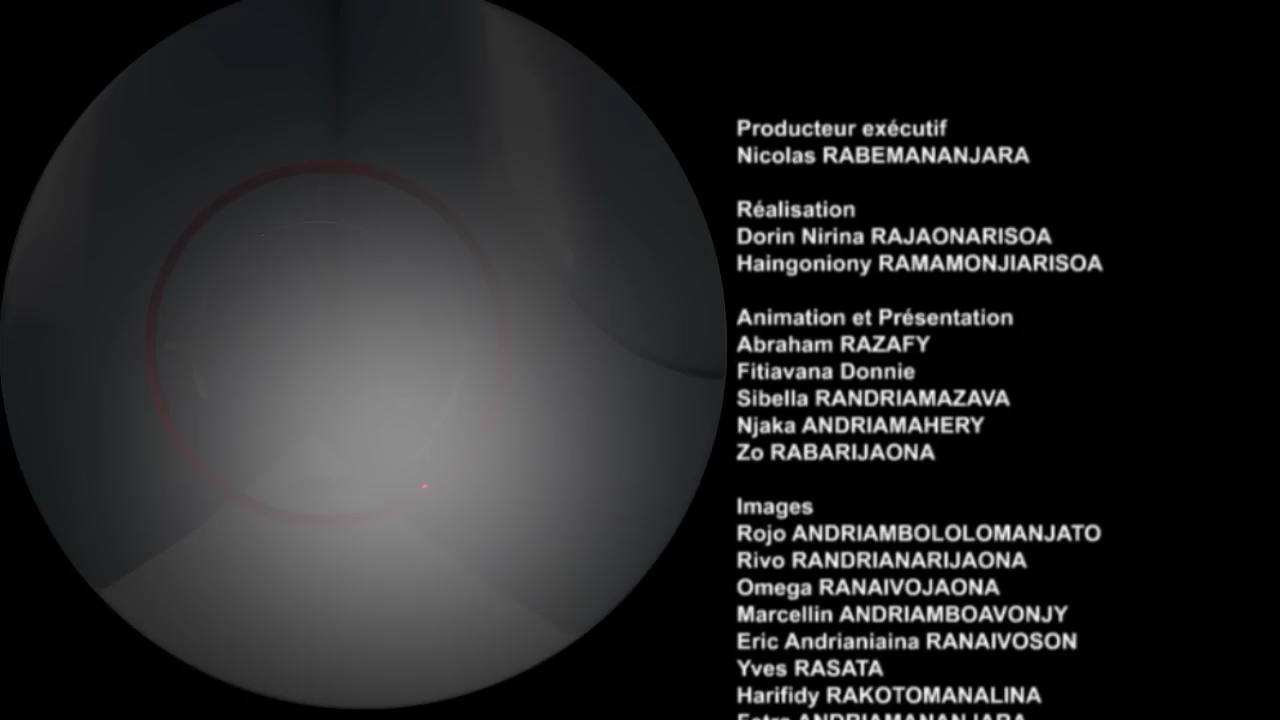 Producteur exécutif
Nicolas RABEMANANJARA
Réalisation
Dorin Nirina RAJAONARISOA
Haingoniony RAMAMONJIARISOA
Animation et Présentation
Abraham RAZAFY
Fitiavana Donnie
Sibella RANDRIAMAZAVA
Njaka ANDRIAMAHERY
Zo RABARIJAONA
Images
Rojo ANDRIAMBOLOLOMANJATO
Rivo RANDRIANARIJAONA
Omega RANAIVOJAONA
Marcellin ANDRIAMBOAVONJY
Eric Andrianiaina RANAIVOSON
Yves RASATA
Harifidy RAKOTOMANALINA
ANDRIAMANANJARA